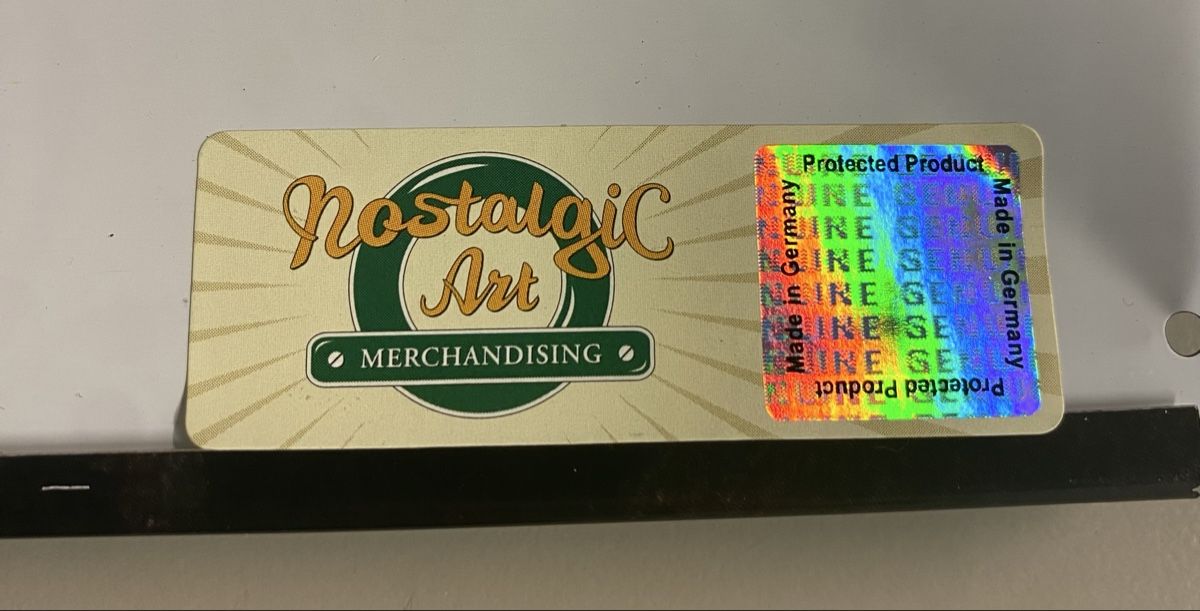 Nostalgic
Art
MERCHANDISING
Protected Product
Made in Germany
Made in Germany
Protected Product